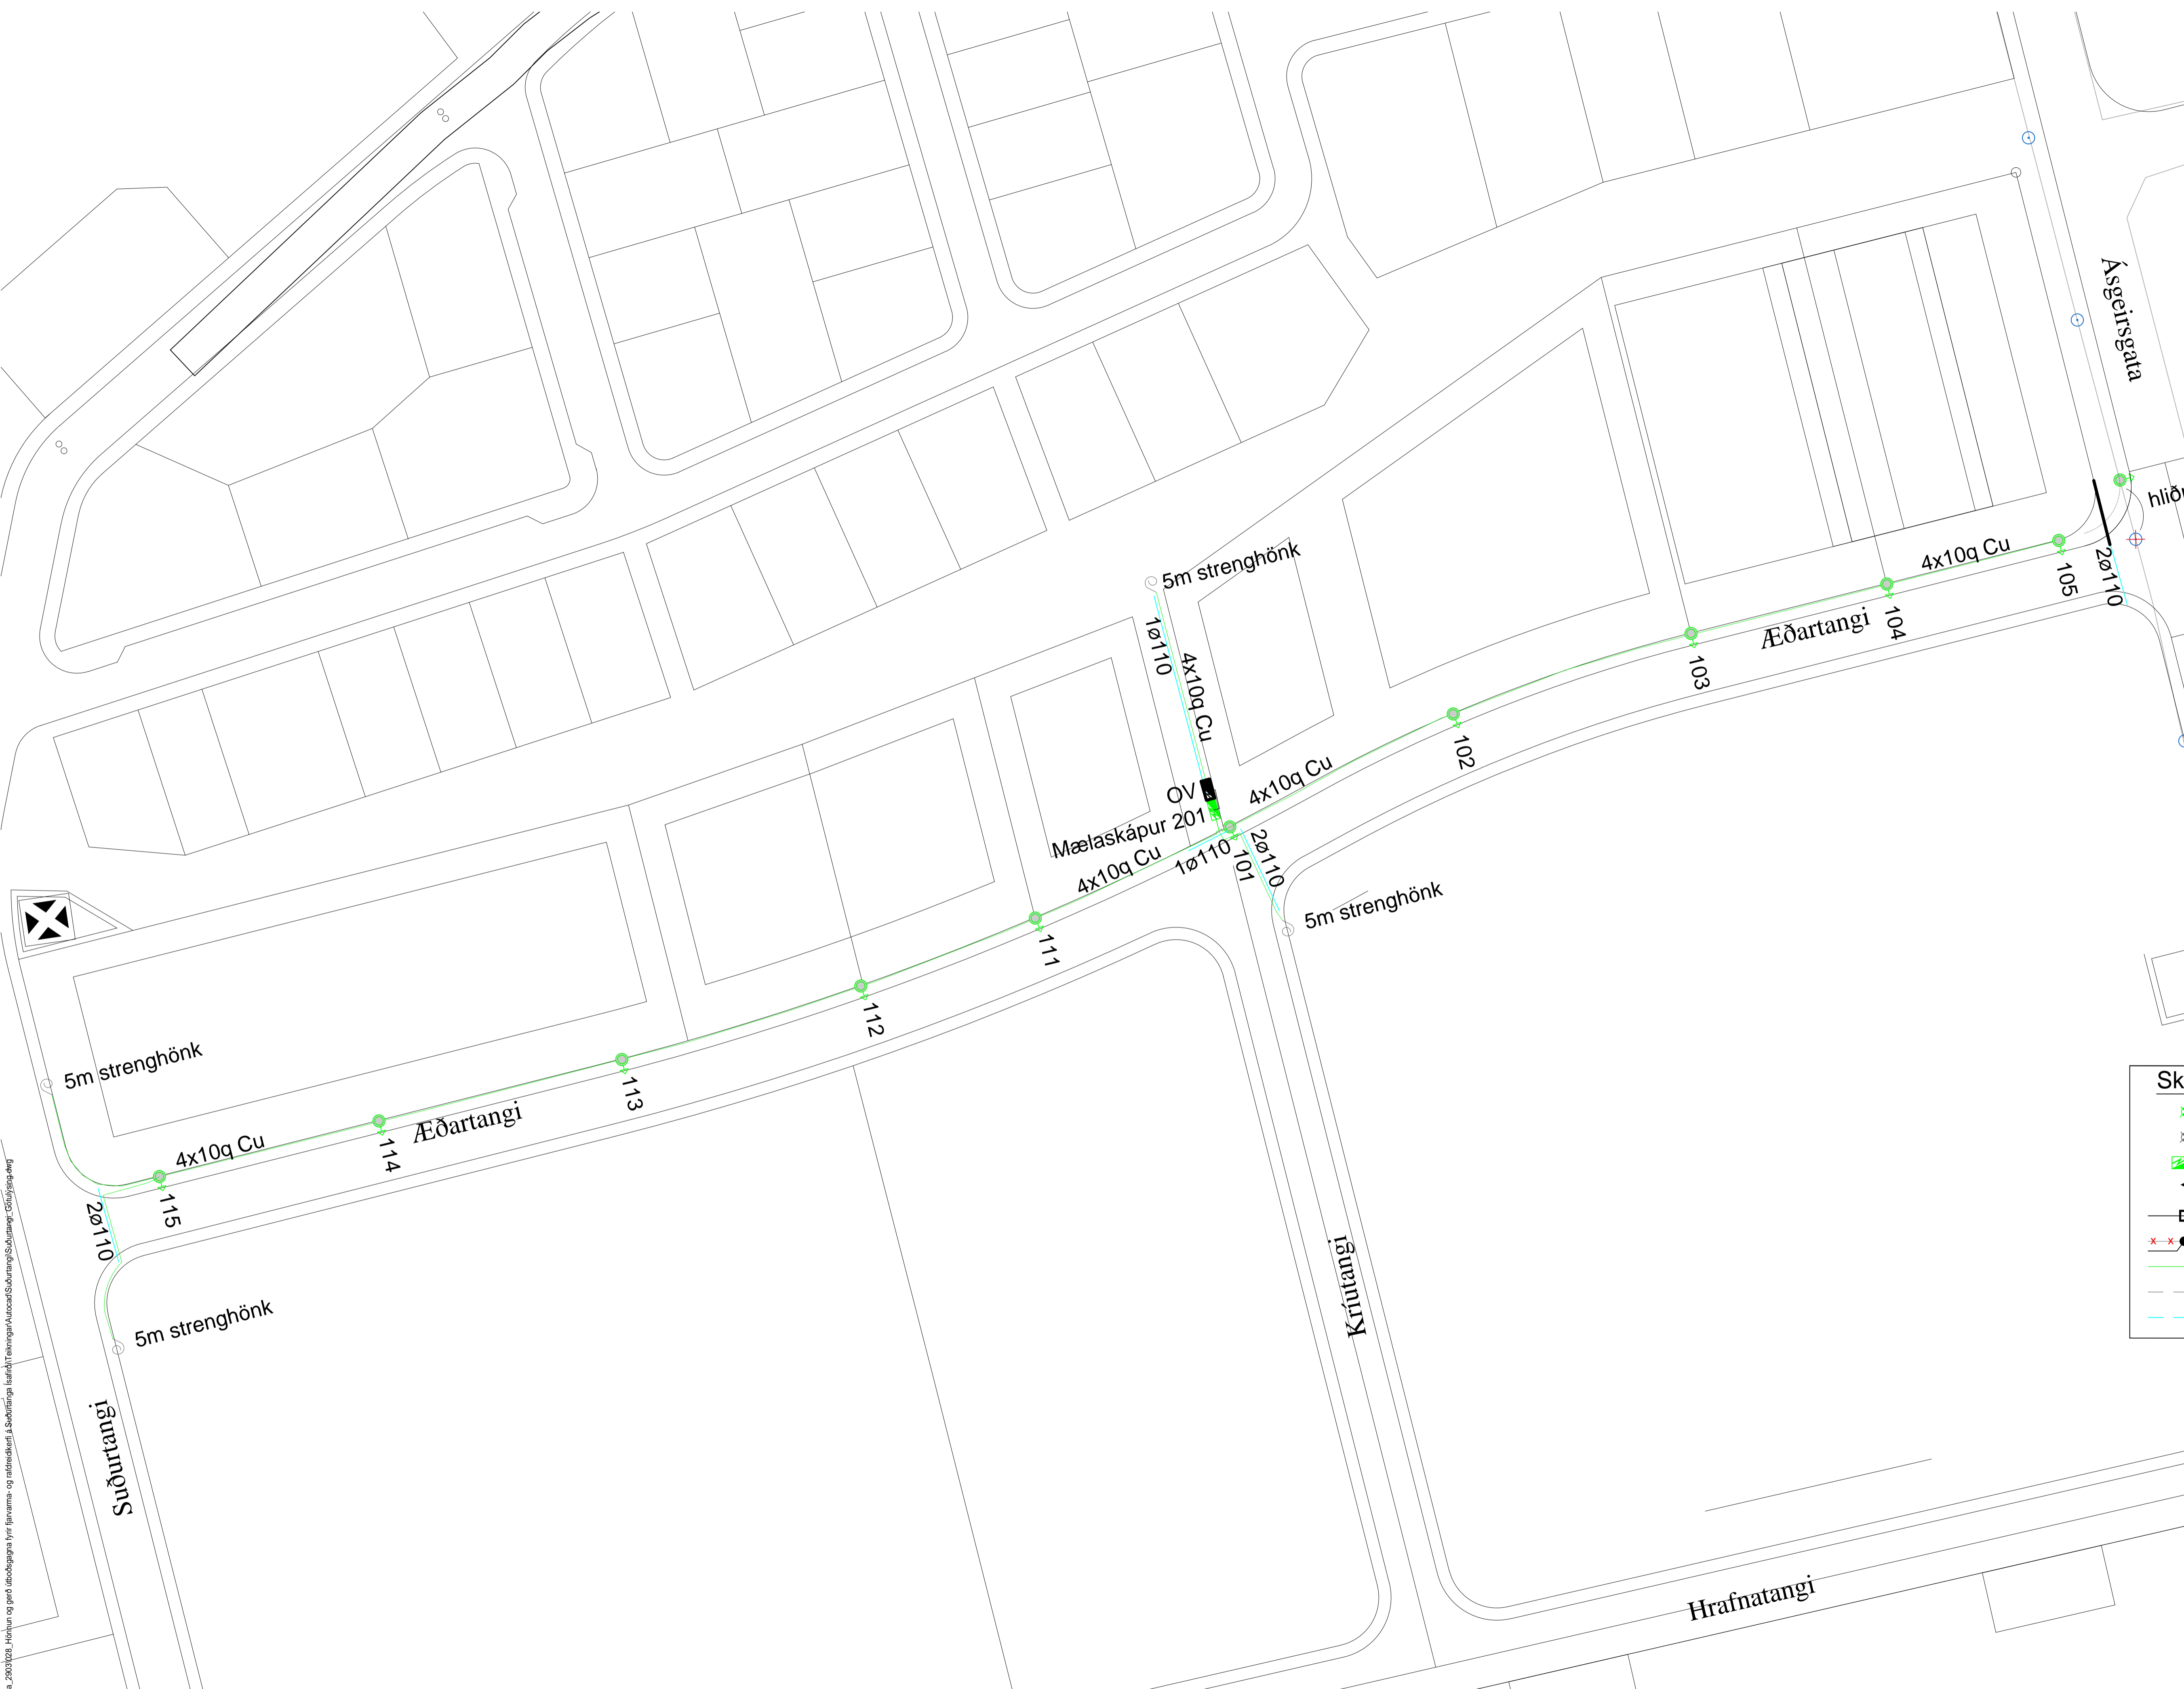 Ásgeirsgata
hlið
5m strenghönk
4x10q Cu
2ø110
105
104
Æðartangi
1ø110
4x10q Cu
103
102
OV
Mælaskápur 201
4x10q Cu
4x10q Cu
1ø110
101
2ø110
5m strenghönk
111
112
5m strenghönk
113
Æðartangi
4x10q Cu
114
115
2ø110
5m strenghönk
Suðurtangi
Kríutangi
Hrafnatangi
Sk
x x